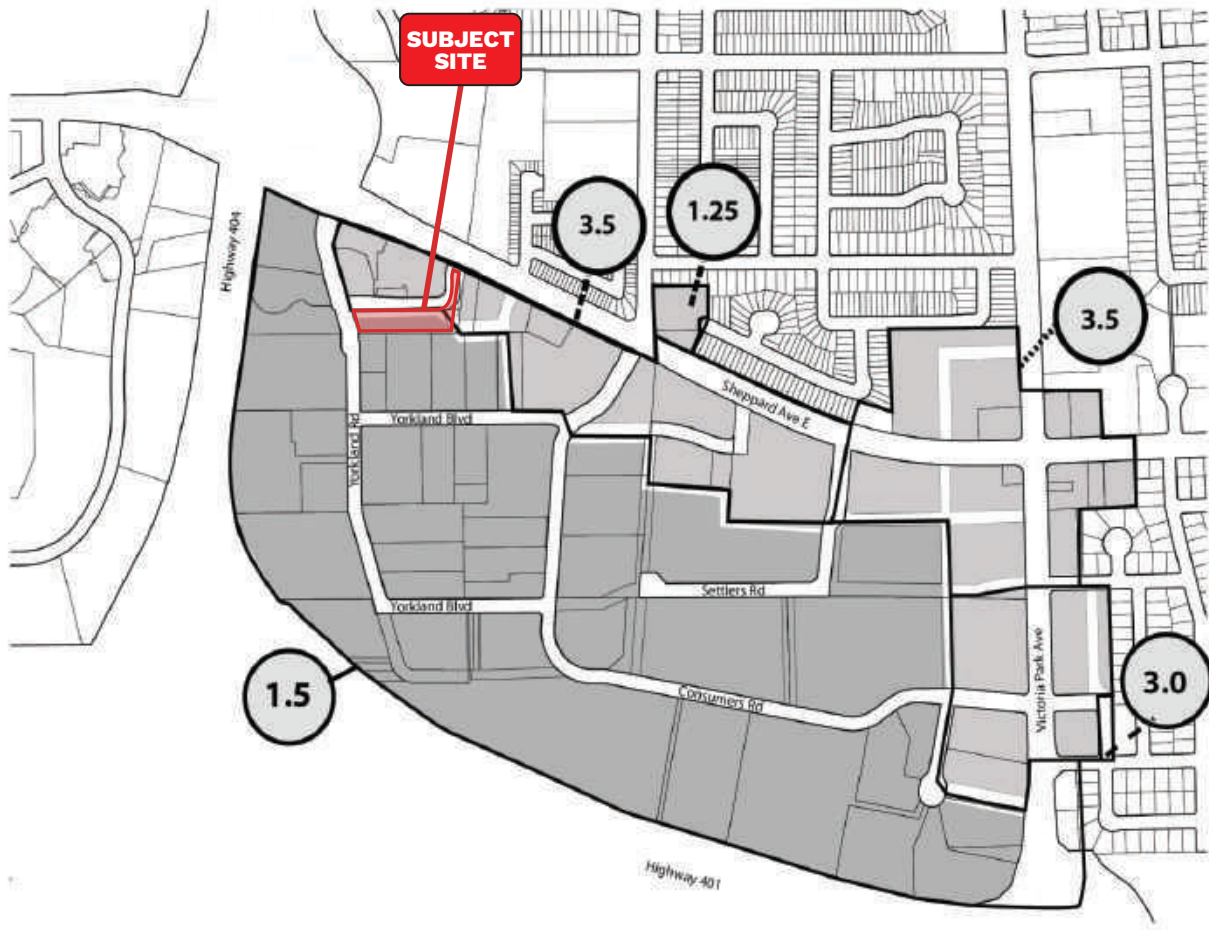 SUBJECT
SITE
3.5
1.25
Highway 404
3.5
Sheppard Ave E
Yorkland Blvd
Yorkland Rd
Settlers Rd
Yorkland Blvd
Victoria Park Ave
1.5
3.0
Consumers Rd
Highway 401